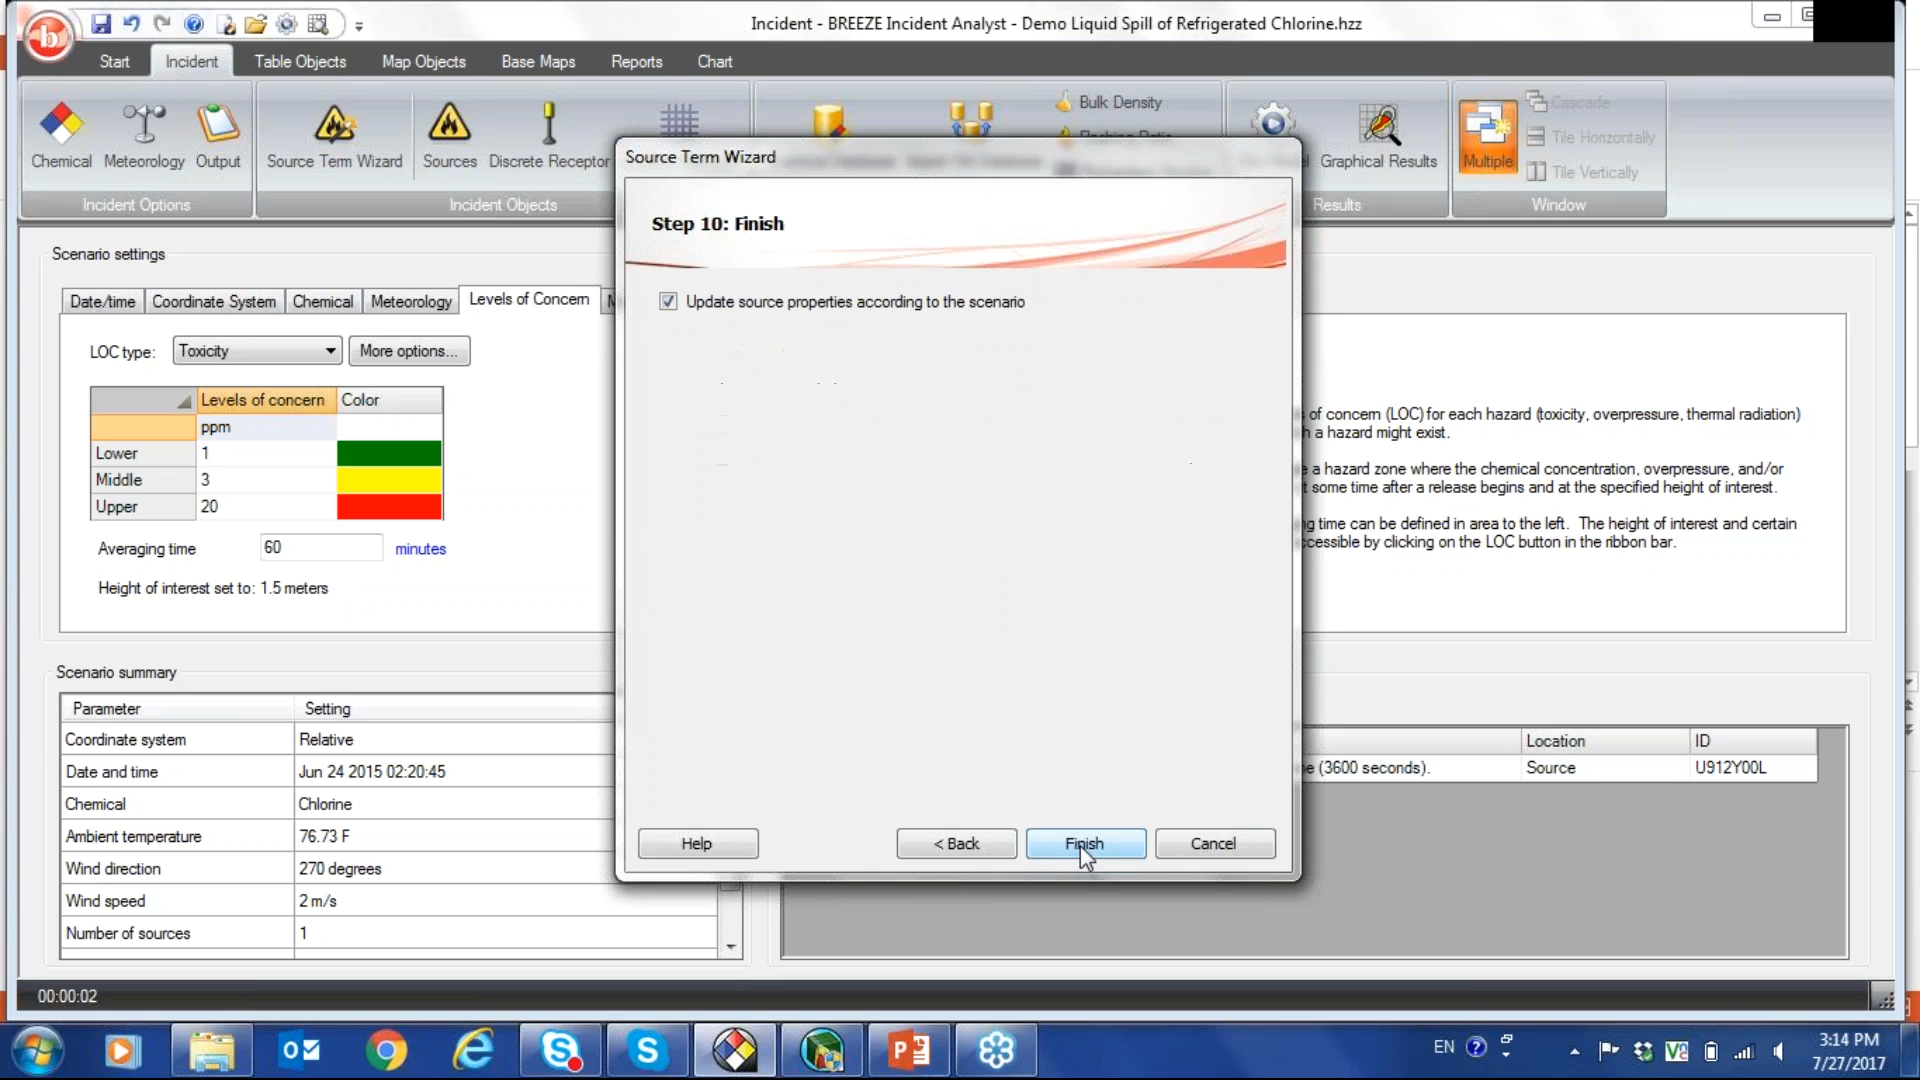 Incident - BREEZE Incident Analyst - Demo Liquid Spill of Refrigerated Chlorine.hzz
Start Incident Table Objects Map Objects Base Maps Reports Chart
Bulk Density
Cascade
Tile Horizontally
Tile Vertically
Chemical Meteorology Output Source Term Wizard Sources Discrete Receptor Graphical Results Multiple
Incident Options Incident Objects Results Window
Source Term Wizard
Step 10: Finish
Update source properties according to the scenario
Help < Back Finish Cancel
Scenario settings
Date/time Coordinate System Chemical Meteorology Levels of Concern
LOC type: Toxicity More options...
Levels of concern Color
ppm
Lower 1
Middle 3
Upper 20
Averaging time 60 minutes
Height of interest set to: 1.5 meters
of concern (LOC) for each hazard (toxicity, overpressure, thermal radiation)
a hazard might exist.
a hazard zone where the chemical concentration, overpressure, and/or
some time after a release begins and at the specified height of interest.
time can be defined in area to the left. The height of interest and certain
accessible by clicking on the LOC button in the ribbon bar.
Scenario summary
Parameter Setting
Coordinate system Relative
Date and time Jun 24 2015 02:20:45
Chemical Chlorine
Ambient temperature 76.73 F
Wind direction 270 degrees
Wind speed 2 m/s
Number of sources 1
Location ID
(3600 seconds). Source U912Y00L
00:00:02
EN
3:14 PM
7/27/2017